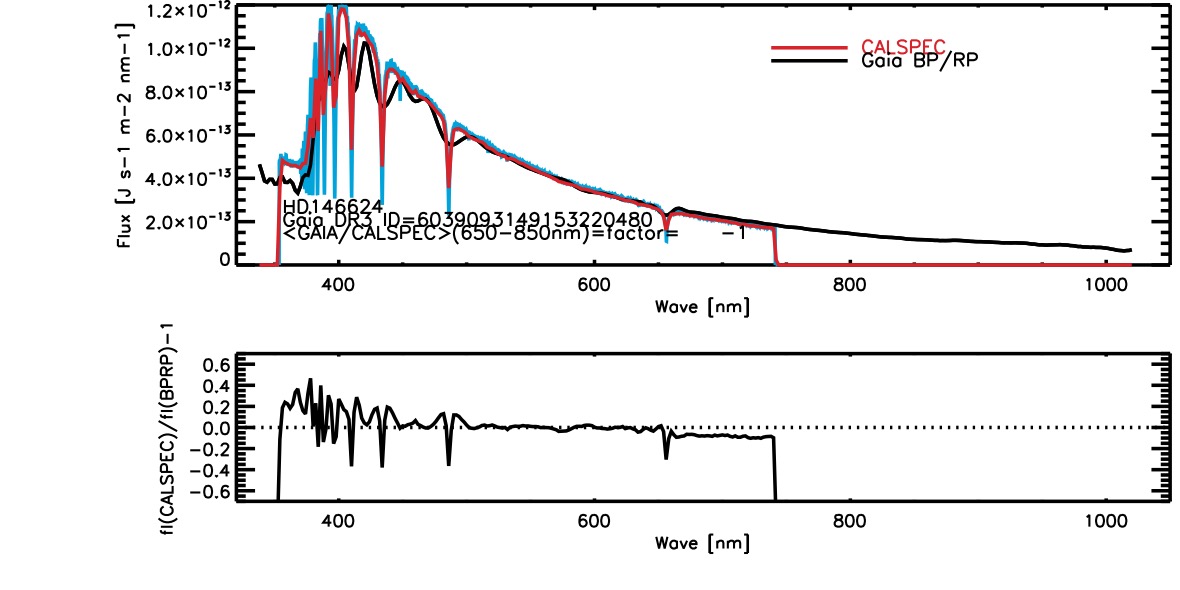 1.2×10−12
1.0×10−12
8.0×10−13
6.0×10−13
4.0×10−13
2.0×10−13
0
Flux [J s−1 m−2 nm−1]
CALSPEC
Gaia BP/RP
HD146624
Gaia DR3 ID=6039093149153220480
<GAIA/CALSPEC>(650−850nm)=factor= −1
400 600 800 1000
Wave [nm]
fl(CALSPEC)/fl(BPRP)−1
0.6
0.4
0.2
0.0
−0.2
−0.4
−0.6
400 600 800 1000
Wave [nm]